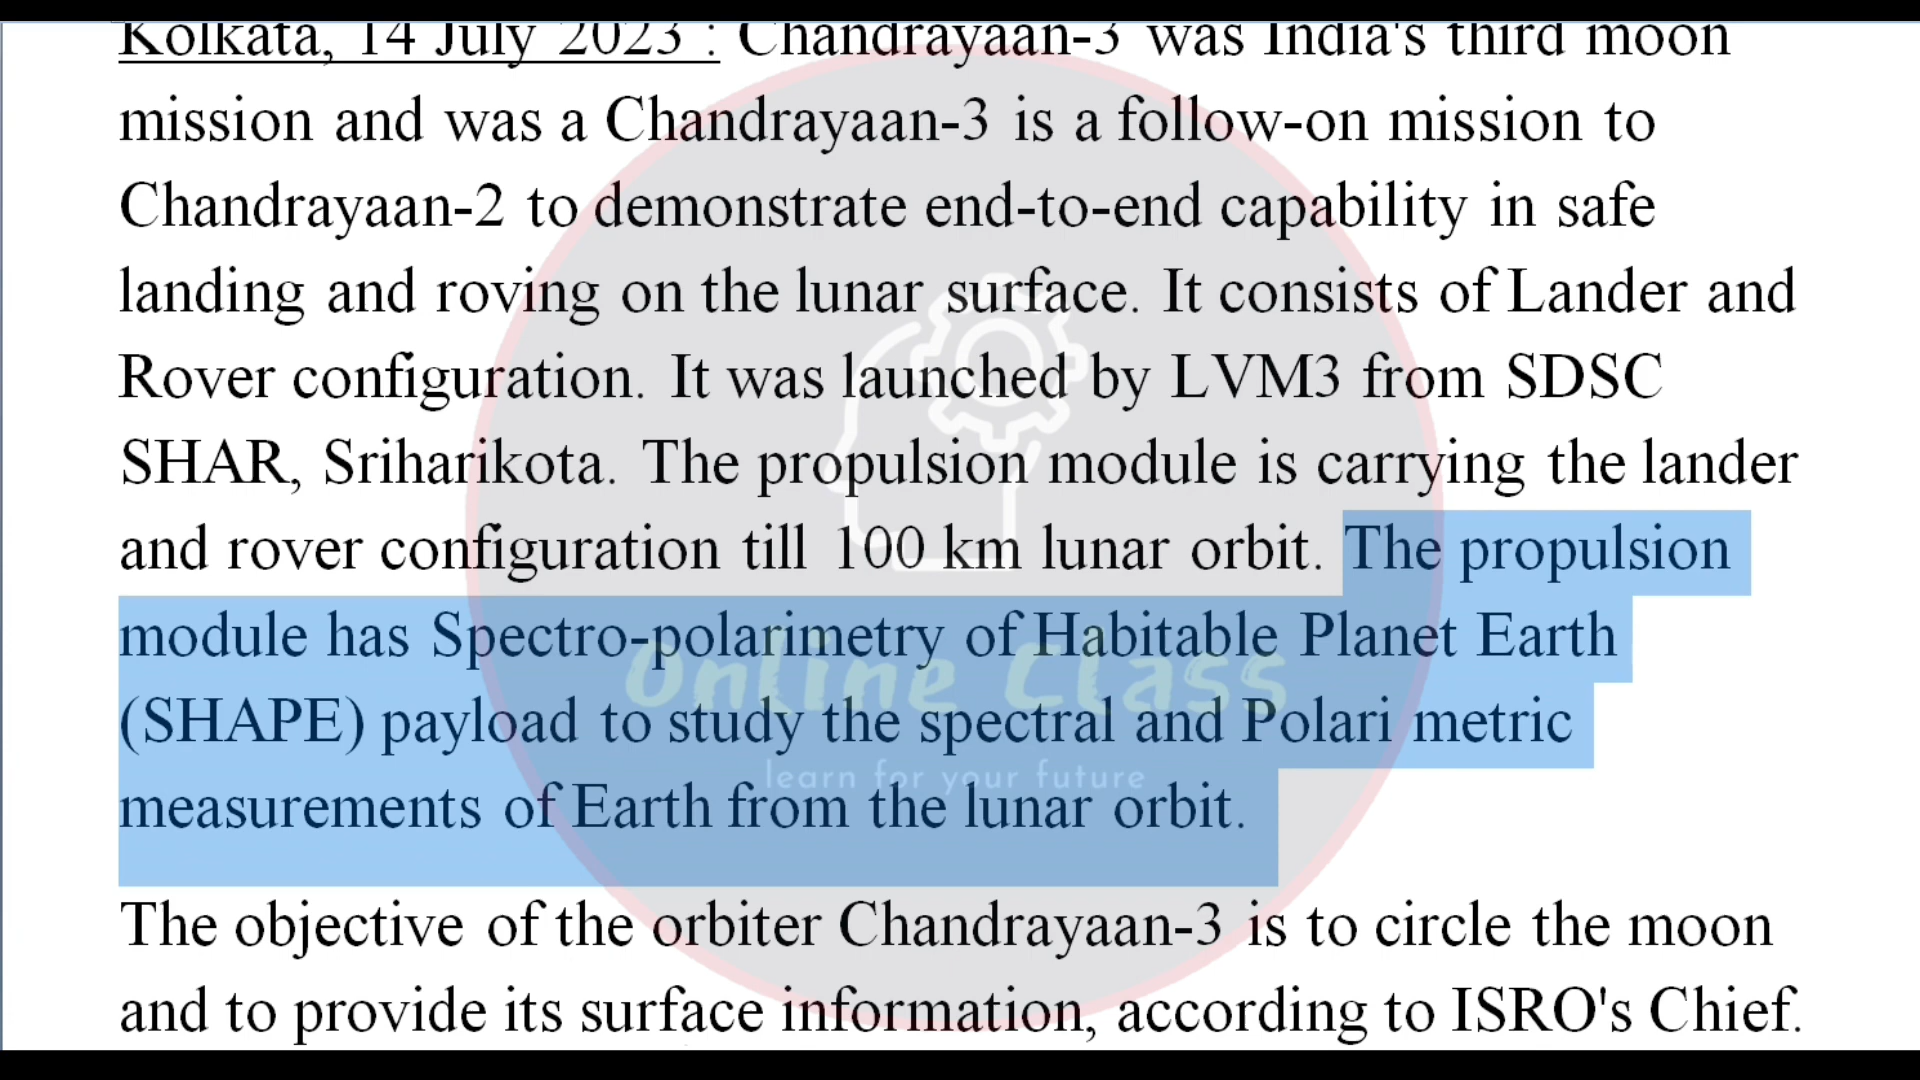 Kolkata, 14 July 2023 : Chandrayaan-3 was India's third moon
mission and was a Chandrayaan-3 is a follow-on mission to
Chandrayaan-2 to demonstrate end-to-end capability in safe
landing and roving on the lunar surface. It consists of Lander and
Rover configuration. It was launched by LVM3 from SDSC
SHAR, Sriharikota. The propulsion module is carrying the lander
and rover configuration till 100 km lunar orbit. The propulsion
module has Spectro-polarimetry of Habitable Planet Earth
(SHAPE) payload to study the spectral and Polari metric
measurements of Earth from the lunar orbit.
The objective of the orbiter Chandrayaan-3 is to circle the moon
and to provide its surface information, according to ISRO's Chief.
Online Class
learn for your future